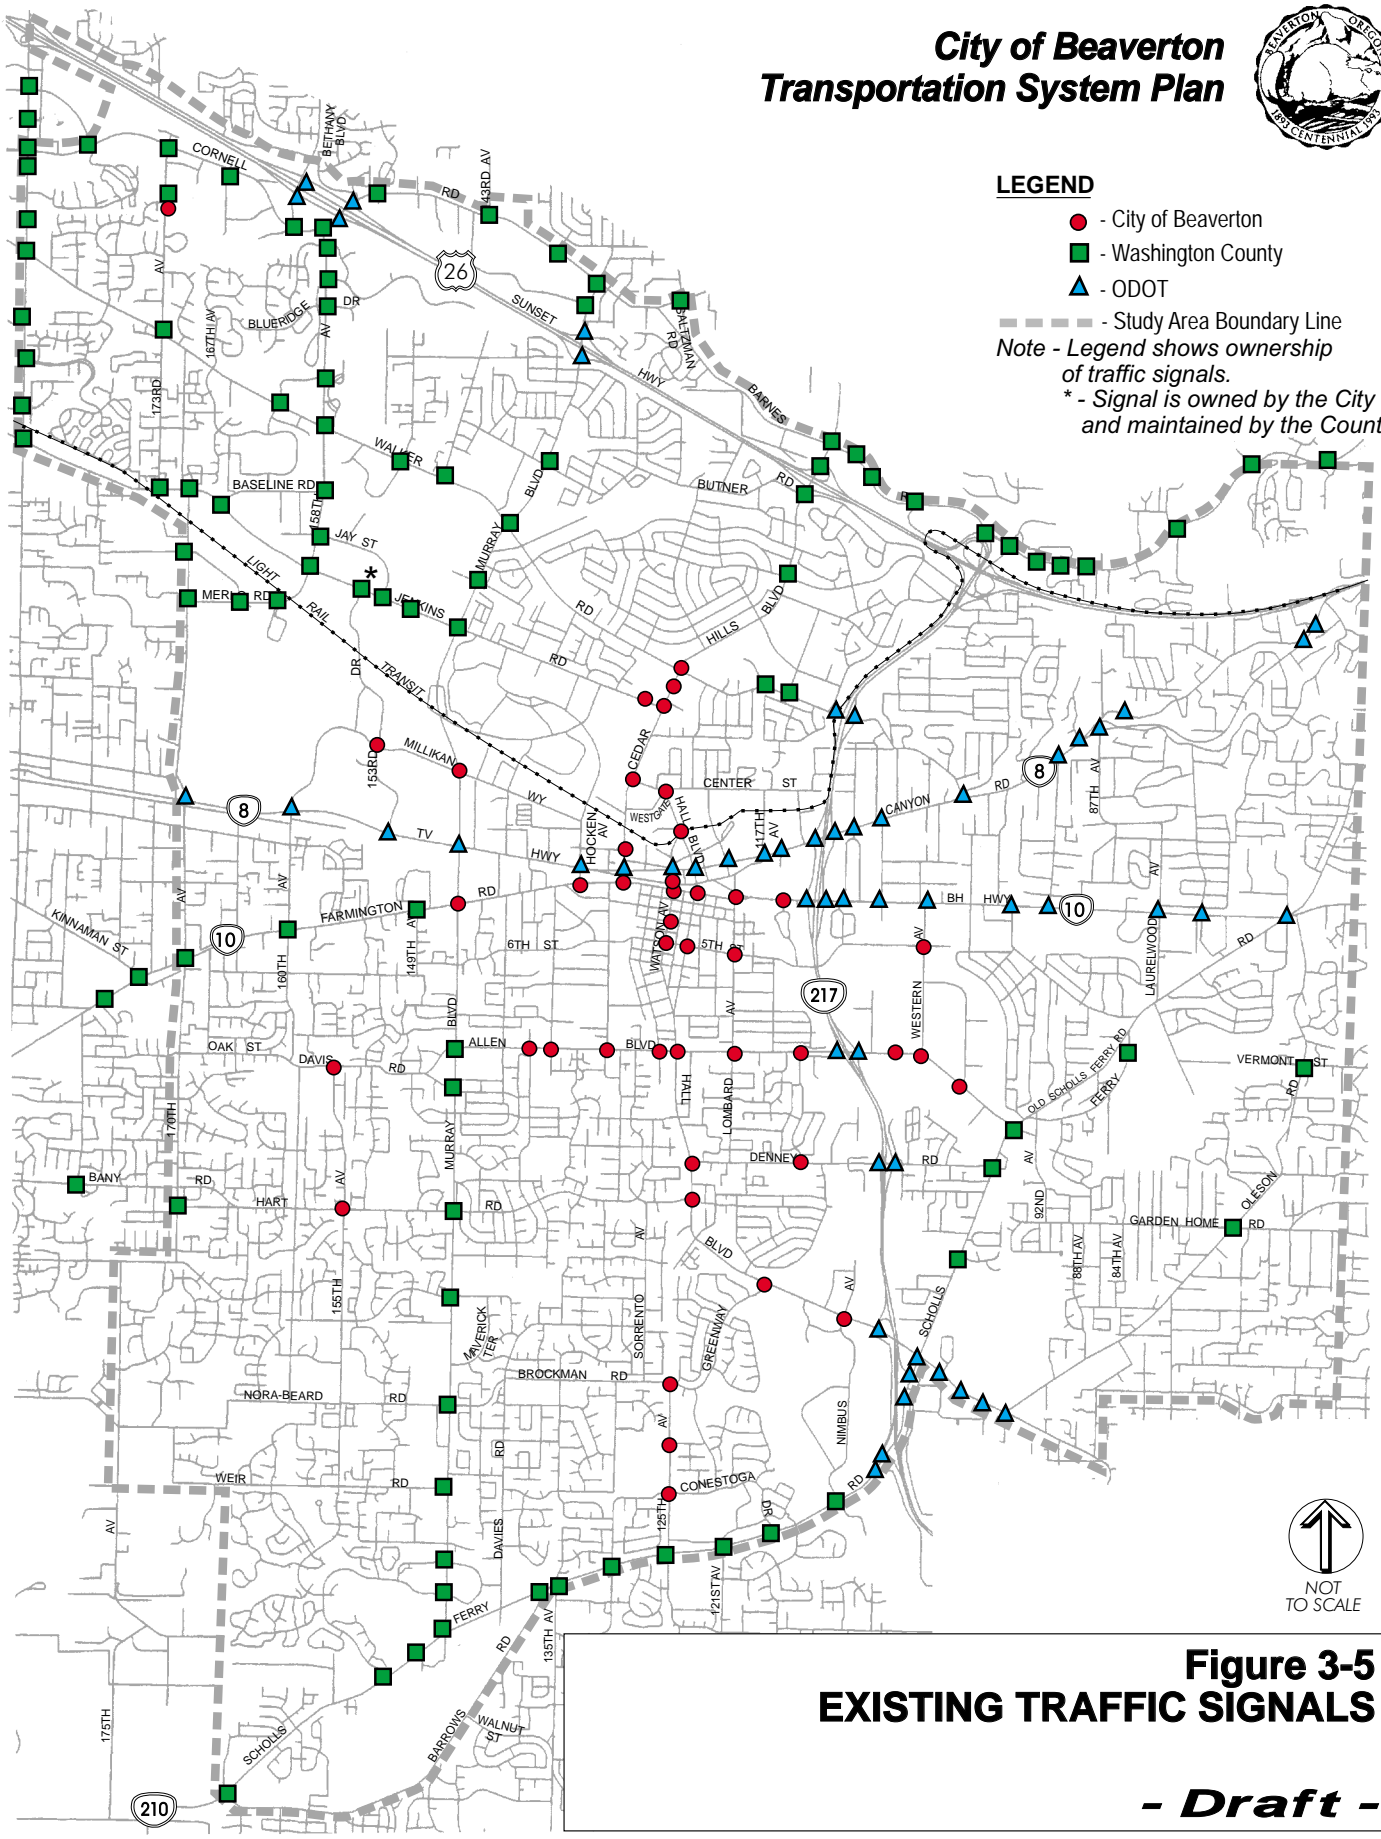 City of Beaverton
Transportation System Plan
BEAVERTON OREGON
1893 CENTENNIAL 1993
LEGEND
- City of Beaverton
- Washington County
- ODOT
- Study Area Boundary Line
Note - Legend shows ownership
of traffic signals.
* - Signal is owned by the City
and maintained by the Count
BETHANY
BLVD
CORNELL
RD
43RD AV
26
AV
167TH AV
BLUERIDGE
DR
AV
SUNSET
HWY
SALTZMAN
RD
BARNES
173RD
WALKER
BLVD
BUTNER
RD
BASELINE RD
158TH
JAY ST
MURRAY
LIGHT
RAIL
TRANSIT
*
MERLO RD
JENKINS
RD
RD
HILLS
BLVD
DR
153RD
MILLIKAN
WY
CEDAR
CENTER ST
WESTGATE
HALL
BLVD
117TH
AV
CANYON
RD
8
87TH AV
8
TV
HWY
HOCKEN
AV
AV
AV
FARMINGTON
RD
BH HWY
10
AV
KINNAMAN ST
10
160TH
149TH AV
6TH ST
WATSON AV
5TH ST
AV
WESTERN
AV
LAURELWOOD
RD
217
BLVD
OAK ST
DAVIS
RD
ALLEN
BLVD
HALL
LOMBARD
OLD SCHOLLS FERRY RD
FERRY
VERMONT ST
RD
170TH
MURRAY
BANY
RD
AV
HART
RD
DENNEY
RD
AV
92ND
OLESON
GARDEN HOME RD
88TH AV
84TH AV
AV
BLVD
AV
155TH
MAVERICK
TER
SORRENTO
GREENWAY
SCHOLLS
BROCKMAN RD
NORA-BEARD
RD
AV
NIMBUS
RD
WEIR
RD
CONESTOGA
RD
DR
AV
DAVIES
125TH
121ST AV
FERRY
135TH AV
RD
175TH
SCHOLLS
BARROWS
WALNUT
ST
210
NOT
TO SCALE
Figure 3-5
EXISTING TRAFFIC SIGNALS
- Draft -